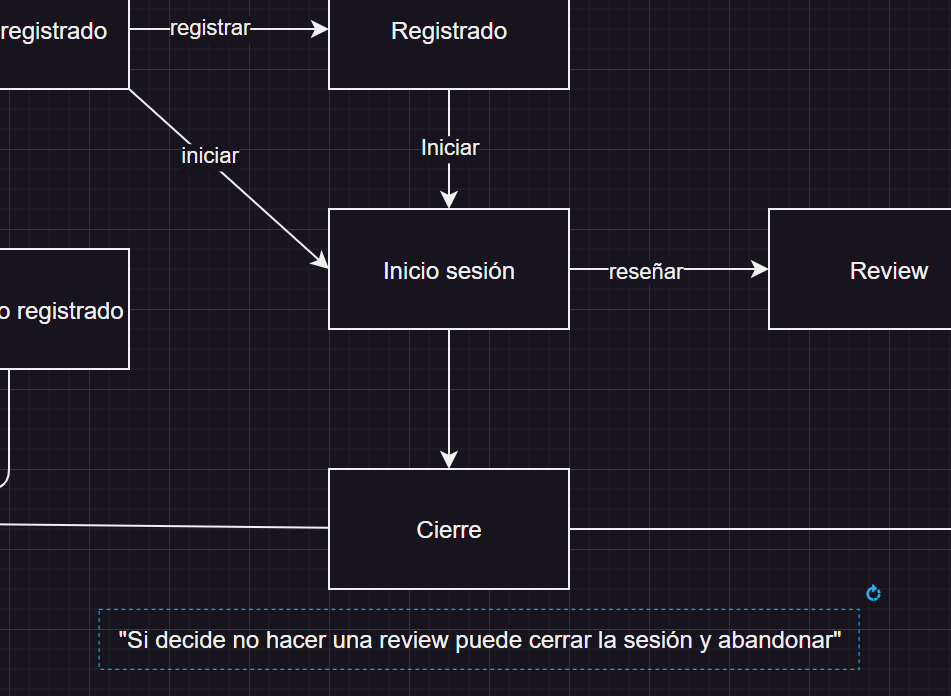 registrado
registrar
Registrado
iniciar
Iniciar
Inicio sesión
reseñar
Review
o registrado
Cierre
"Si decide no hacer una review puede cerrar la sesión y abandonar"